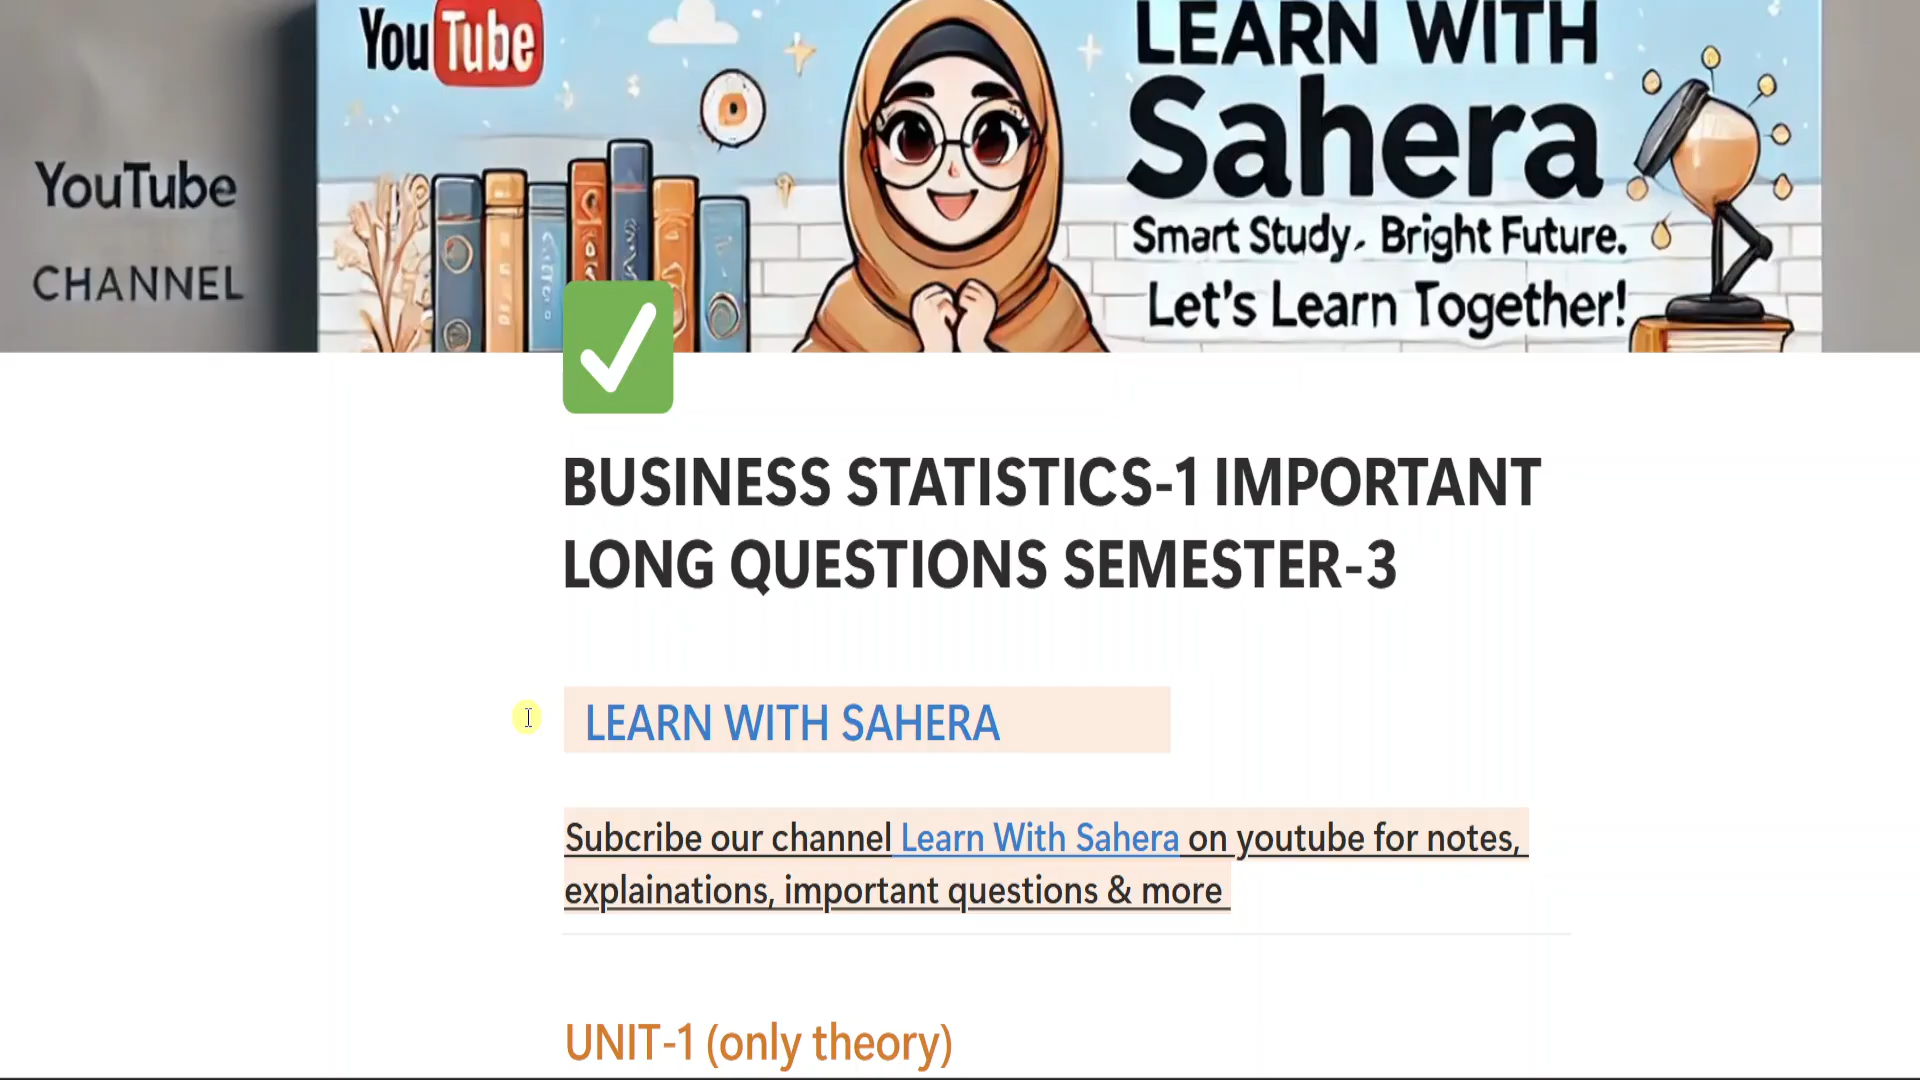 YouTube
LEARN WITH
Sahera
Smart Study, Bright Future.
Let's Learn Together!
YouTube
CHANNEL
BUSINESS STATISTICS-1 IMPORTANT
LONG QUESTIONS SEMESTER-3
LEARN WITH SAHERA
Subcribe our channel Learn With Sahera on youtube for notes,
explainations, important questions & more
UNIT-1 (only theory)